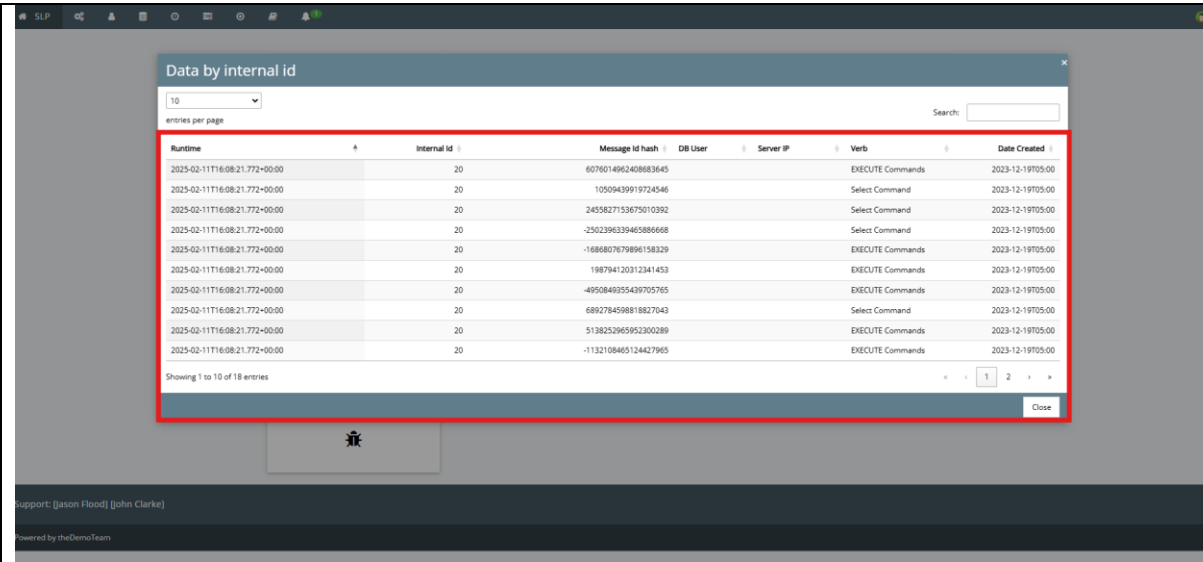 SLP 1
Data by internal id ×
10
entries per page Search:
Runtime Internal Id Message Id hash DB User Server IP Verb Date Created
2025-02-11T16:08:21.772+00:00 20 6076014962408683645 EXECUTE Commands 2023-12-19T05:00
2025-02-11T16:08:21.772+00:00 20 10509439919724546 Select Command 2023-12-19T05:00
2025-02-11T16:08:21.772+00:00 20 2455827153675010392 Select Command 2023-12-19T05:00
2025-02-11T16:08:21.772+00:00 20 -2502396339465886668 Select Command 2023-12-19T05:00
2025-02-11T16:08:21.772+00:00 20 -1686807679896158329 EXECUTE Commands 2023-12-19T05:00
2025-02-11T16:08:21.772+00:00 20 198794120312341453 EXECUTE Commands 2023-12-19T05:00
2025-02-11T16:08:21.772+00:00 20 -4950849355439705765 EXECUTE Commands 2023-12-19T05:00
2025-02-11T16:08:21.772+00:00 20 6892784598818827043 Select Command 2023-12-19T05:00
2025-02-11T16:08:21.772+00:00 20 5138252965952300289 EXECUTE Commands 2023-12-19T05:00
2025-02-11T16:08:21.772+00:00 20 -1132108465124427965 EXECUTE Commands 2023-12-19T05:00
Showing 1 to 10 of 18 entries « ‹ 1 2 › »
Close
Support: [Jason Flood] [John Clarke]
Powered by theDemoTeam